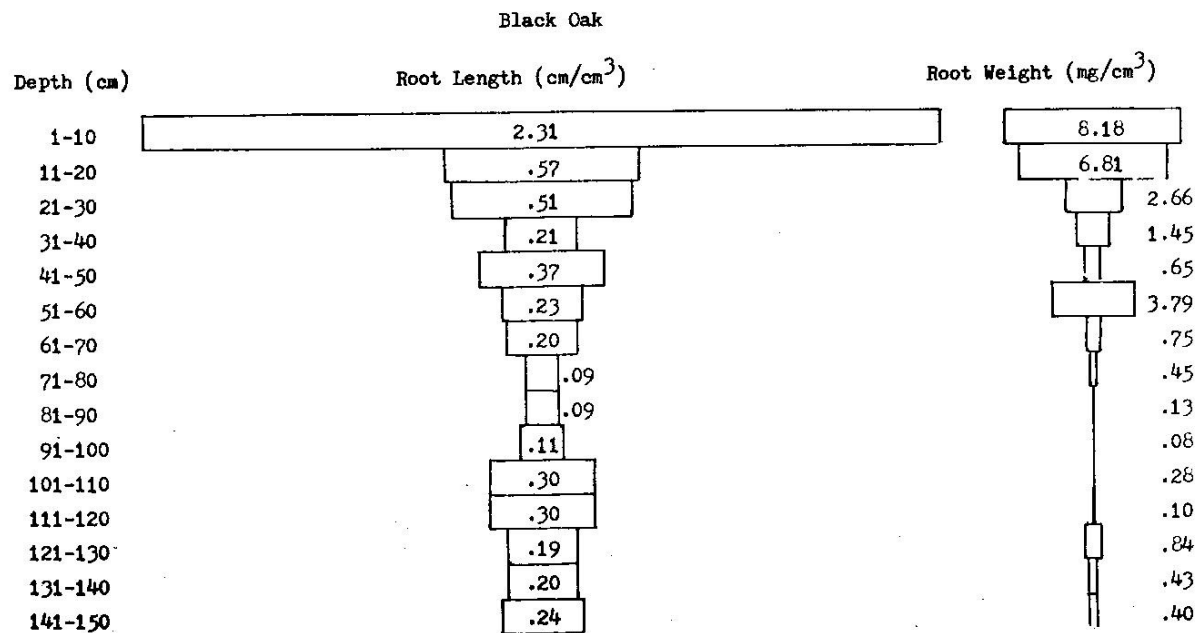 Black Oak
Depth (cm) Root Length (cm/cm³) Root Weight (mg/cm³)
1-10 2.31 8.18
11-20 .57 6.81
21-30 .51 2.66
31-40 .21 1.45
41-50 .37 .65
51-60 .23 3.79
61-70 .20 .75
71-80 .09 .45
81-90 .09 .13
91-100 .11 .08
101-110 .30 .28
111-120 .30 .10
121-130 .19 .84
131-140 .20 .43
141-150 .24 .40